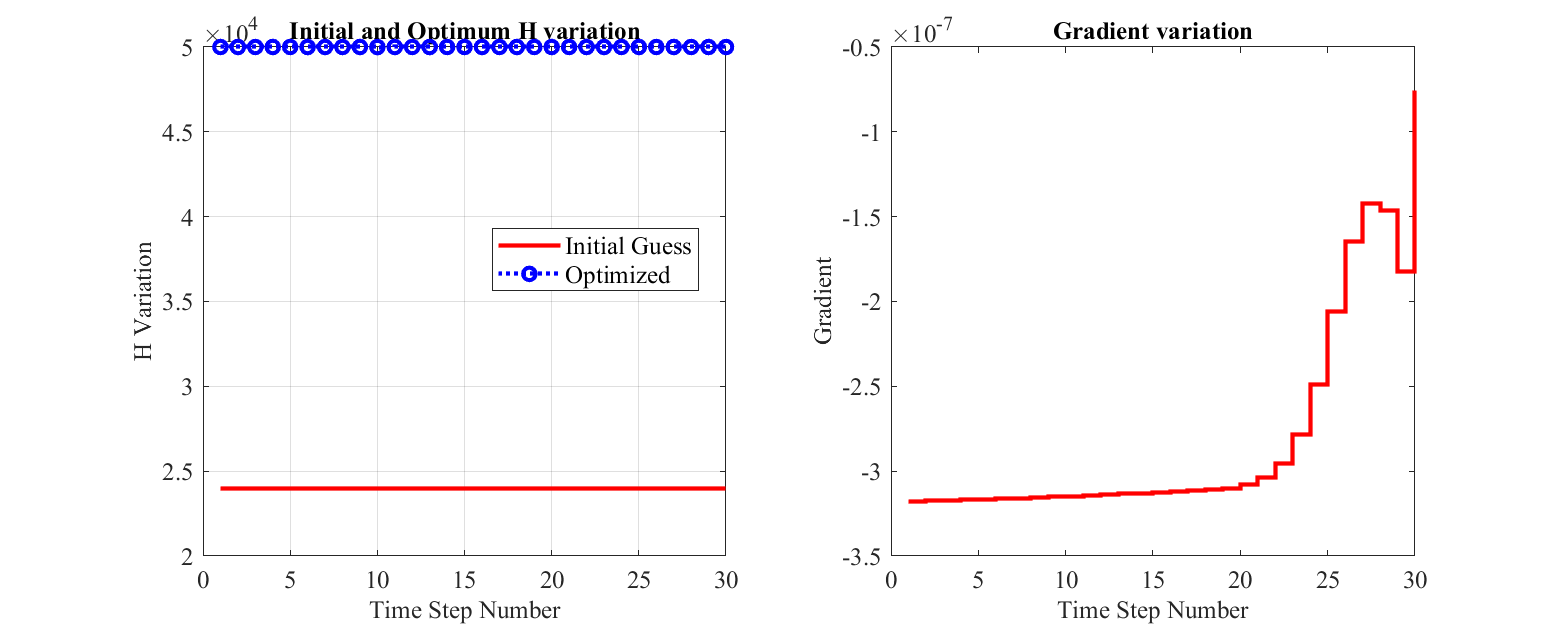 Initial and Optimum H variation
×10^4
5
4.5
4
3.5
3
2.5
2
H Variation
Initial Guess
Optimized
0 5 10 15 20 25 30
Time Step Number
Gradient variation
×10^-7
-0.5
-1
-1.5
-2
-2.5
-3
-3.5
Gradient
0 5 10 15 20 25 30
Time Step Number